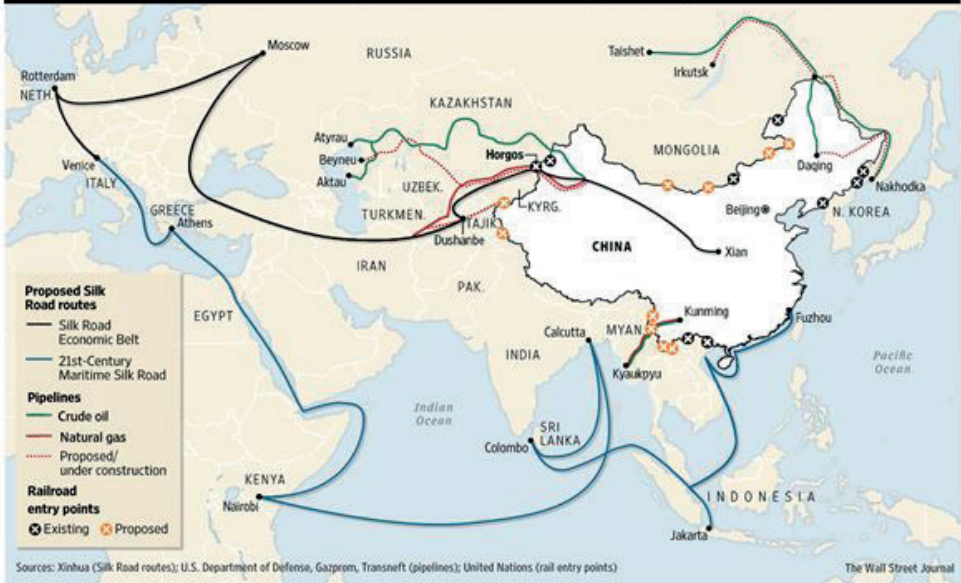 Moscow
RUSSIA
Taishet
Irkutsk
Rotterdam
NETH.
KAZAKHSTAN
Atyrau
Beyneu
Aktau
Horgos
MONGOLIA
Daqing
Nakhodka
Venice
ITALY
GREECE
Athens
UZBEK.
TURKMEN.
KYRG.
TAJIK.
Dushanbe
Beijing
N. KOREA
CHINA
Xian
IRAN
PAK.
EGYPT
Proposed Silk
Road routes
Silk Road
Economic Belt
21st-Century
Maritime Silk Road
Pipelines
Crude oil
Natural gas
Proposed/
under construction
Railroad
entry points
Existing
Proposed
Calcutta
MYAN.
Kunming
Fuzhou
INDIA
Kyaukpyu
Pacific
Ocean
Indian
Ocean
SRI
LANKA
Colombo
KENYA
Nairobi
INDONESIA
Jakarta
Sources: Xinhua (Silk Road routes); U.S. Department of Defense, Gazprom, Transneft (pipelines); United Nations (rail entry points)
The Wall Street Journal